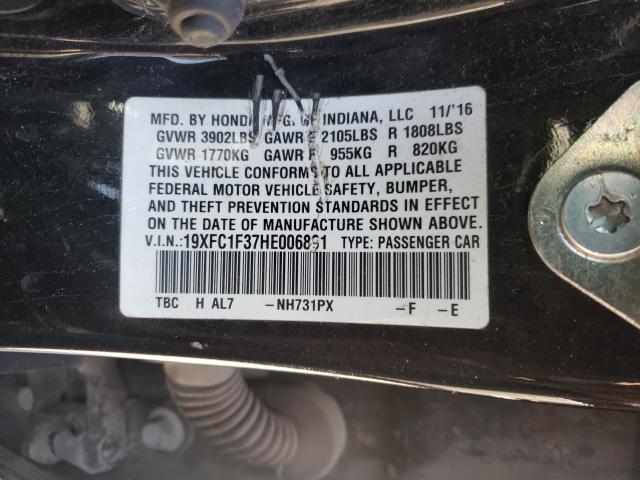 MFD. BY HONDA MFG. OF INDIANA, LLC 11/'16
GVWR 3902LBS GAWR F 2105LBS R 1808LBS
GVWR 1770KG GAWR F 955KG R 820KG
THIS VEHICLE CONFORMS TO ALL APPLICABLE
FEDERAL MOTOR VEHICLE SAFETY, BUMPER,
AND THEFT PREVENTION STANDARDS IN EFFECT
ON THE DATE OF MANUFACTURE SHOWN ABOVE.
V.I.N.: TYPE: PASSENGER CAR
TBC H AL7 -NH731PX -F -E